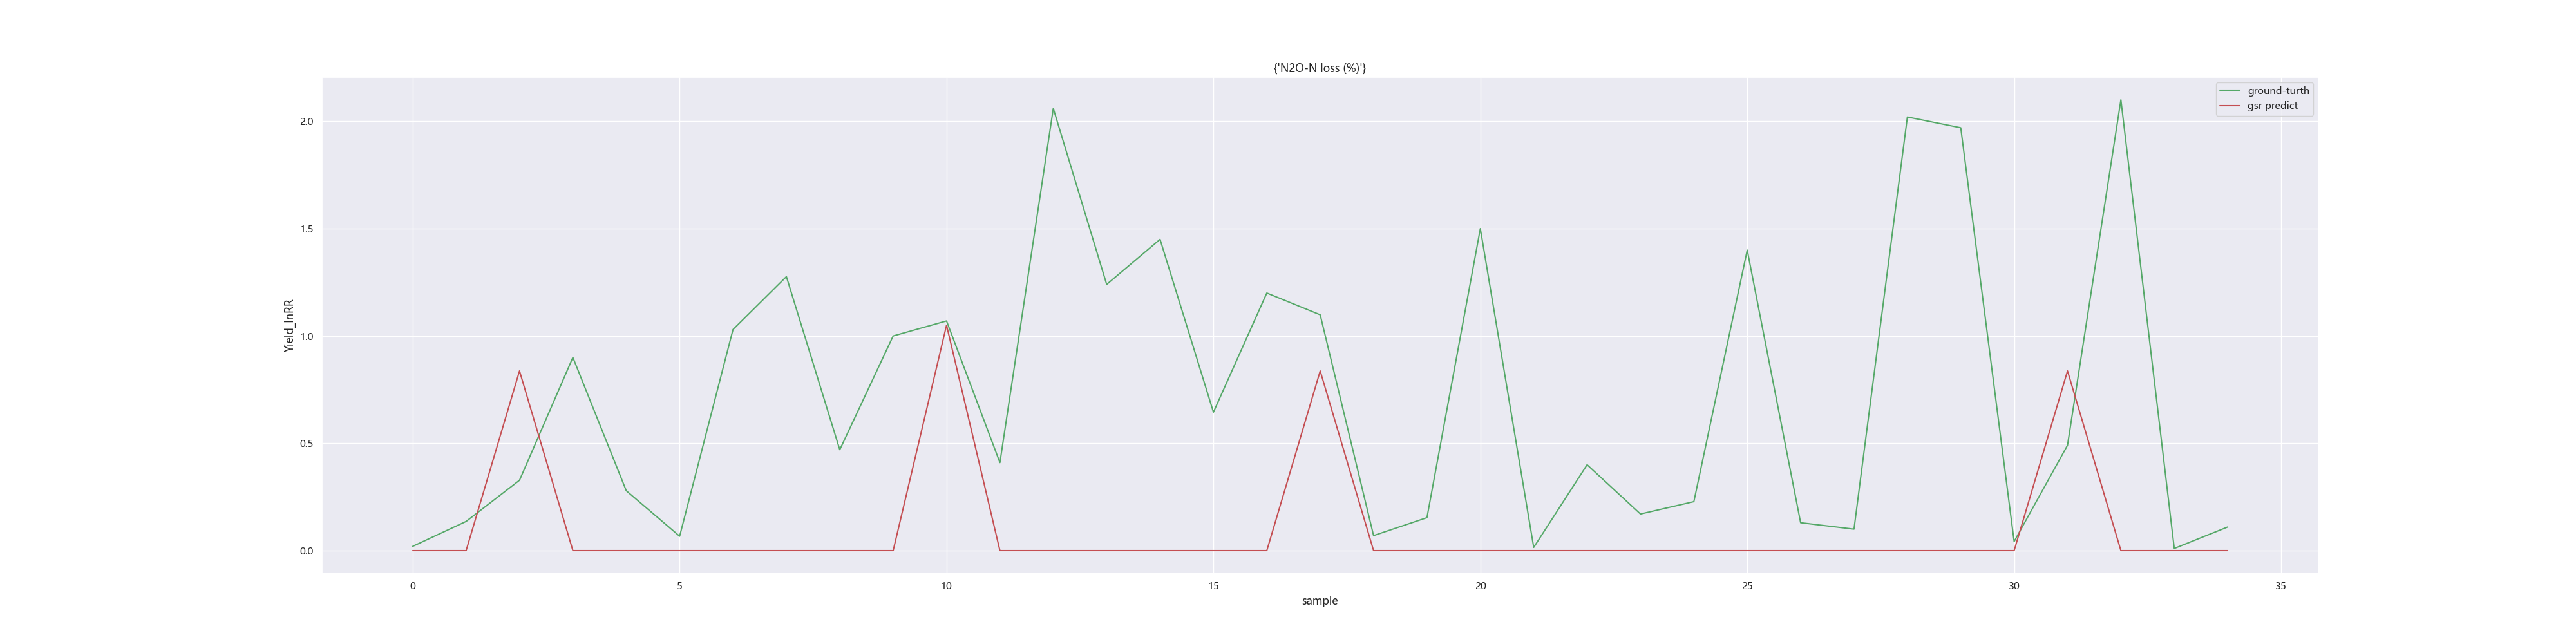 {'N2O-N loss (%)'}
ground-turth
gsr predict
2.0
1.5
1.0
0.5
0.0
Yield_lnRR
0 5 10 15 20 25 30 35
sample